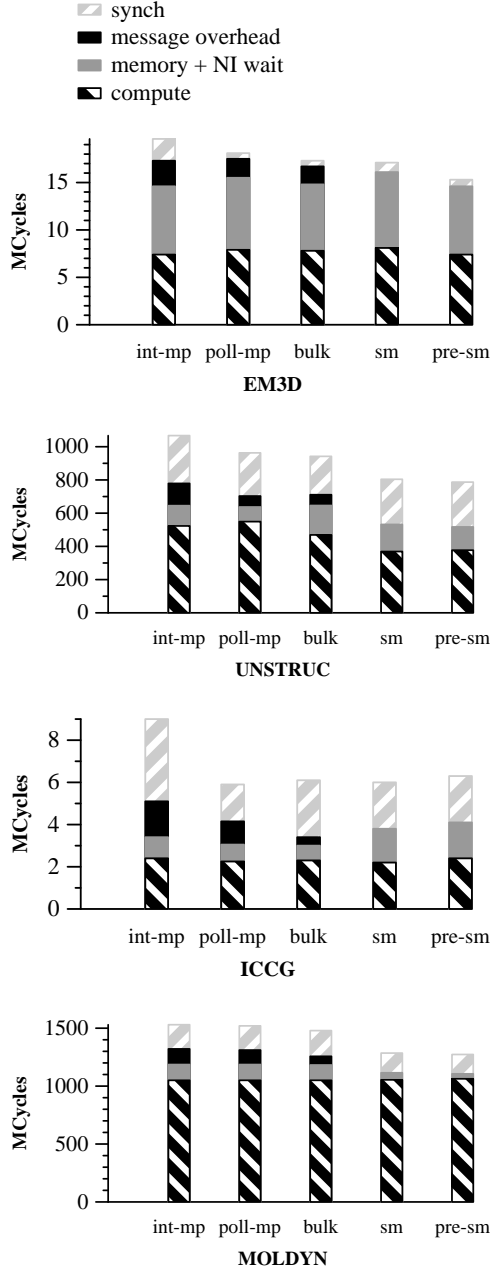 synch
message overhead
memory + NI wait
compute
MCycles
15
10
5
0
int-mp poll-mp bulk sm pre-sm
EM3D
MCycles
1000
800
600
400
200
0
int-mp poll-mp bulk sm pre-sm
UNSTRUC
MCycles
8
6
4
2
0
int-mp poll-mp bulk sm pre-sm
ICCG
MCycles
1500
1000
500
0
int-mp poll-mp bulk sm pre-sm
MOLDYN